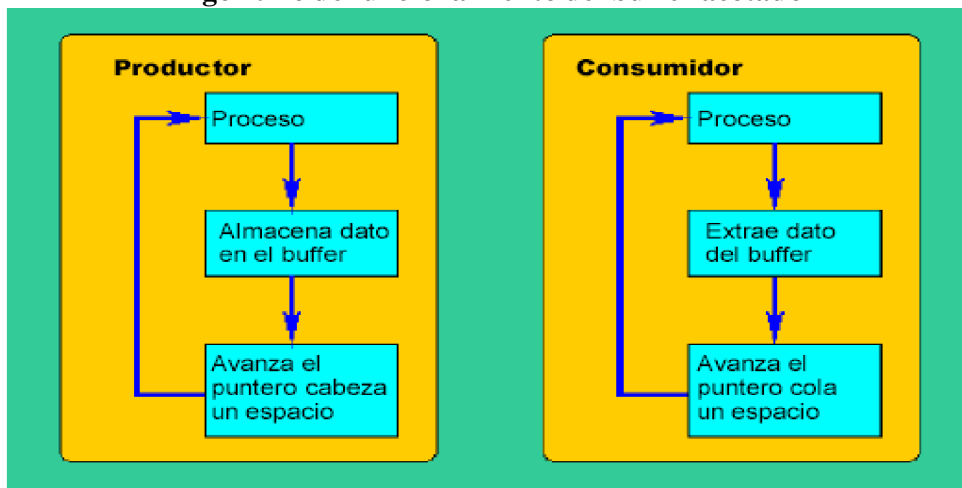 Productor
Proceso
Almacena dato
en el buffer
Avanza el
puntero cabeza
un espacio
Consumidor
Proceso
Extrae dato
del buffer
Avanza el
puntero cola
un espacio